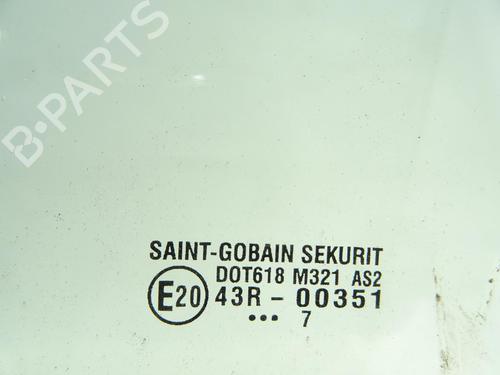 B-PARTS
SAINT-GOBAIN SEKURIT
DOT618 M321 AS2
E20 43R - 00351
••• 7